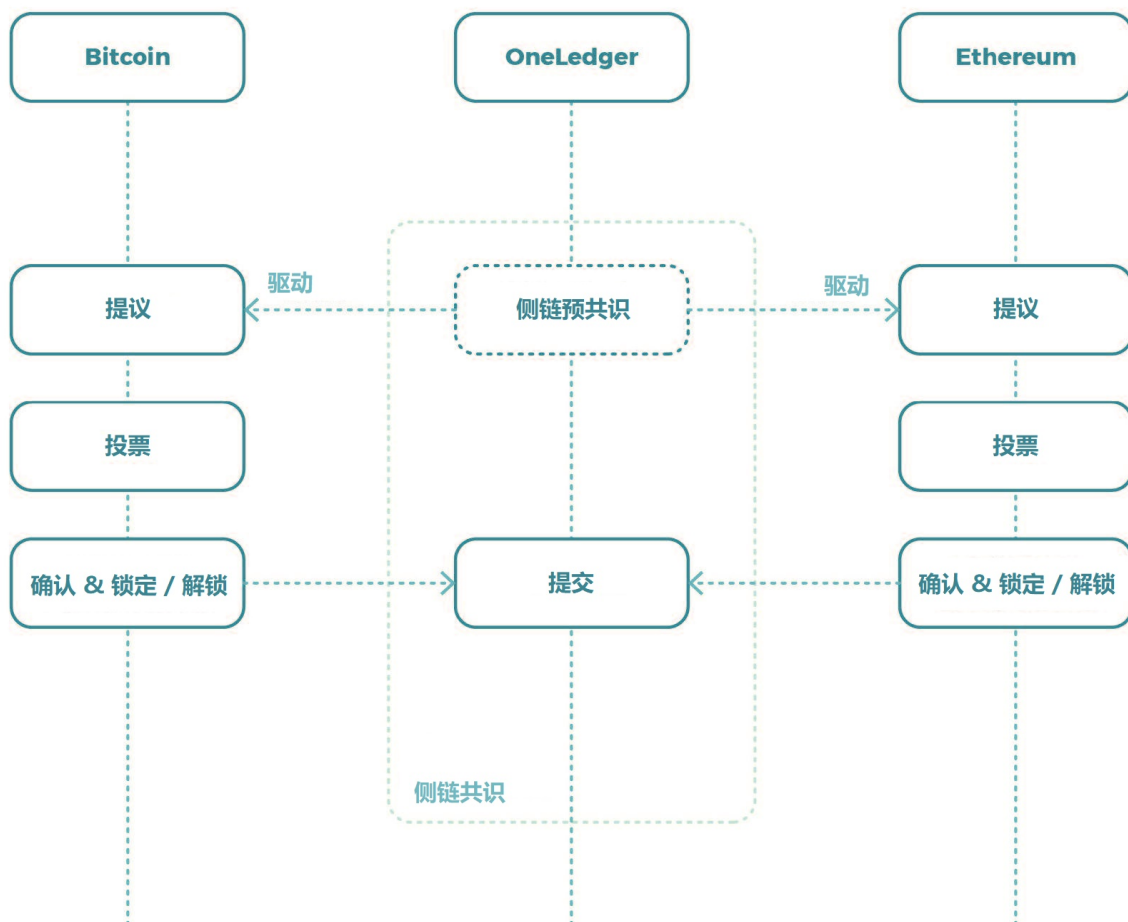 Bitcoin
OneLedger
Ethereum
驱动
驱动
提议
侧链预共识
提议
投票
投票
确认 & 锁定 / 解锁
提交
确认 & 锁定 / 解锁
侧链共识